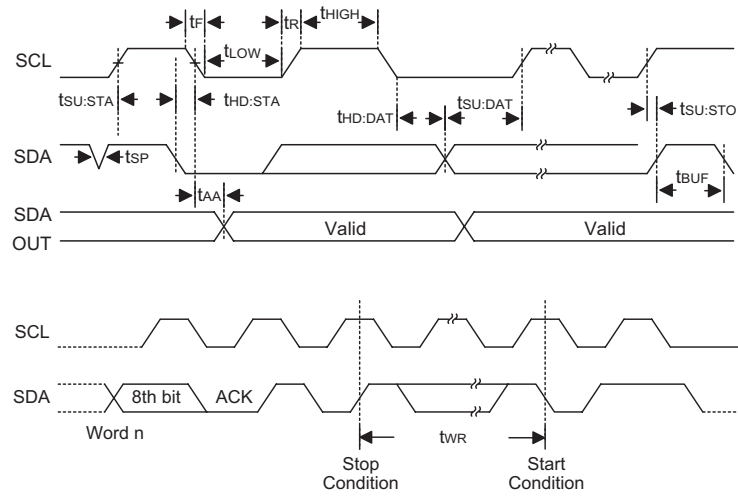 tF tR tHIGH
SCL tLOW
tSU:STA tHD:STA tHD:DAT tSU:DAT tSU:STO
SDA tSP tBUF
tAA
SDA
OUT Valid Valid
SCL
SDA 8th bit ACK
Word n tWR
Stop
Condition
Start
Condition